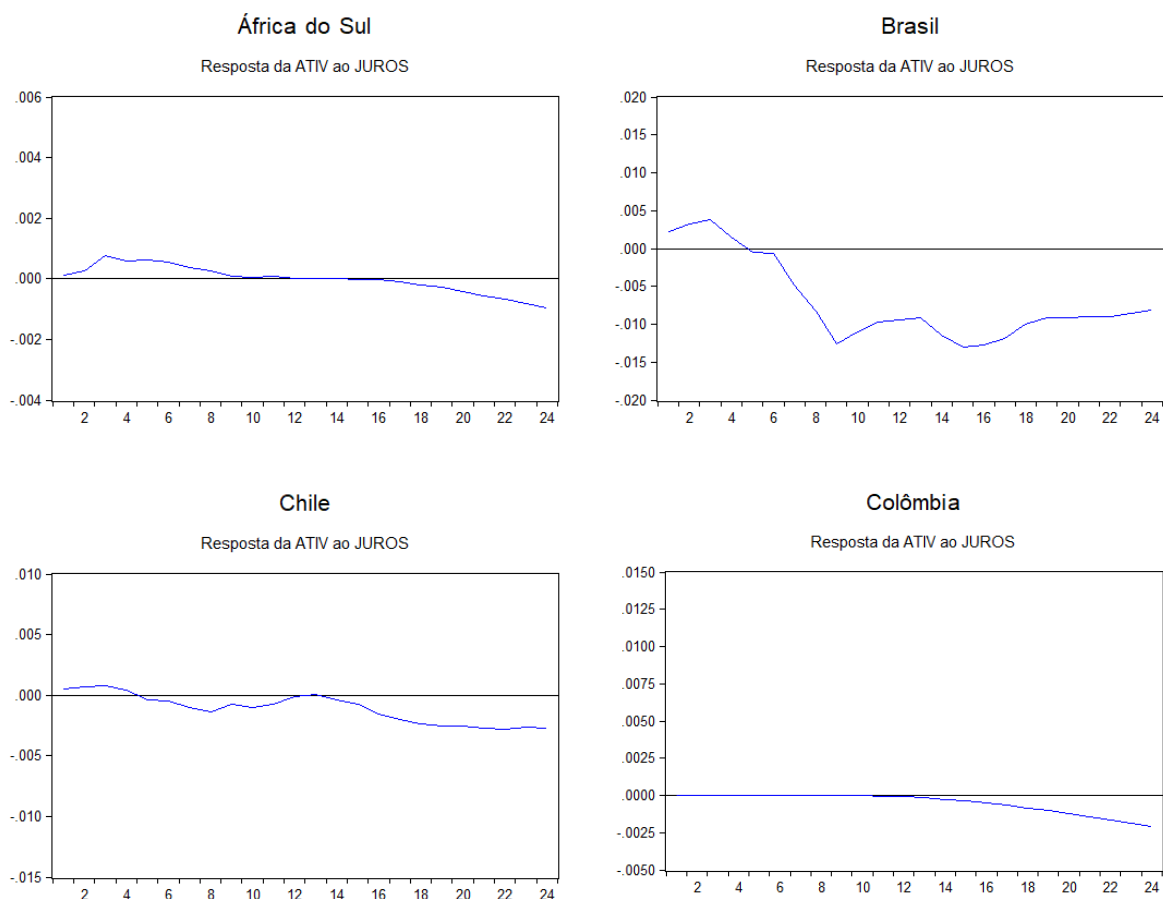 África do Sul
Resposta da ATIV ao JUROS
.006
.004
.002
.000
-.002
-.004
2 4 6 8 10 12 14 16 18 20 22 24
Brasil
Resposta da ATIV ao JUROS
.020
.015
.010
.005
.000
-.005
-.010
-.015
-.020
2 4 6 8 10 12 14 16 18 20 22 24
Chile
Resposta da ATIV ao JUROS
.010
.005
.000
-.005
-.010
-.015
2 4 6 8 10 12 14 16 18 20 22 24
Colômbia
Resposta da ATIV ao JUROS
.0150
.0125
.0100
.0075
.0050
.0025
.0000
-.0025
-.0050
2 4 6 8 10 12 14 16 18 20 22 24